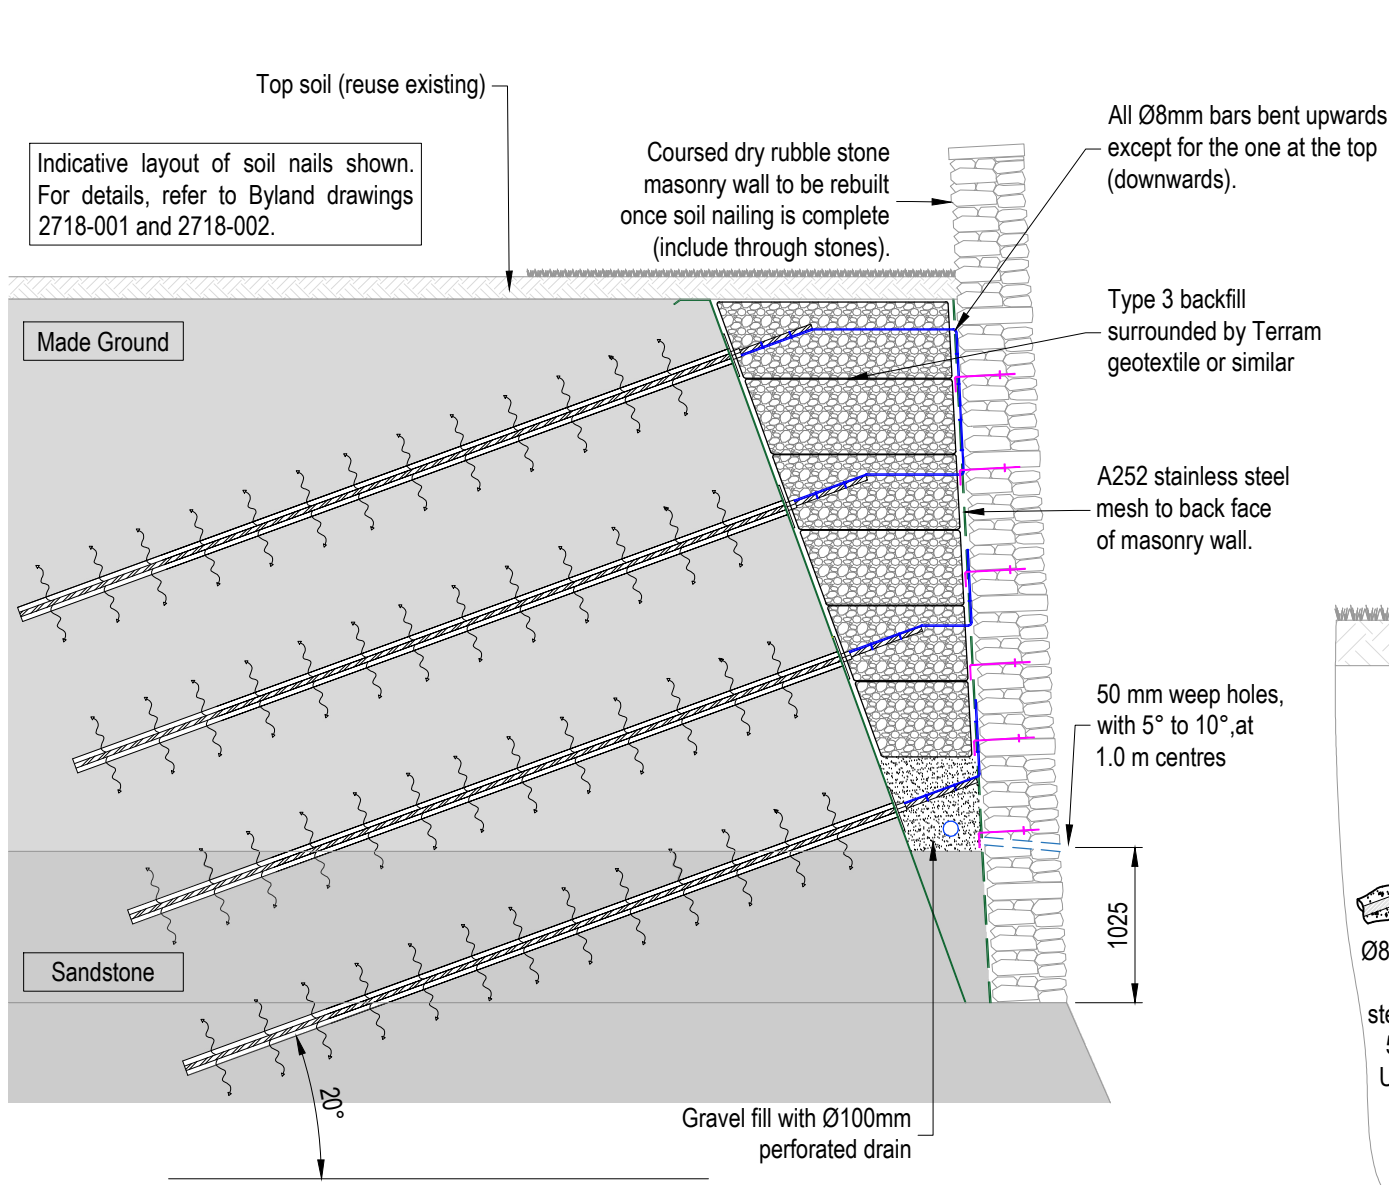 Top soil (reuse existing)
Indicative layout of soil nails shown.
For details, refer to Byland drawings
2718-001 and 2718-002.
Coursed dry rubble stone
masonry wall to be rebuilt
once soil nailing is complete
(include through stones).
All Ø8mm bars bent upwards
except for the one at the top
(downwards).
Made Ground
Type 3 backfill
surrounded by Terram
geotextile or similar
A252 stainless steel
mesh to back face
of masonry wall.
50 mm weep holes,
with 5° to 10°,at
1.0 m centres
1025
Sandstone
20°
Gravel fill with Ø100mm
perforated drain
Ø8
ste
5
U